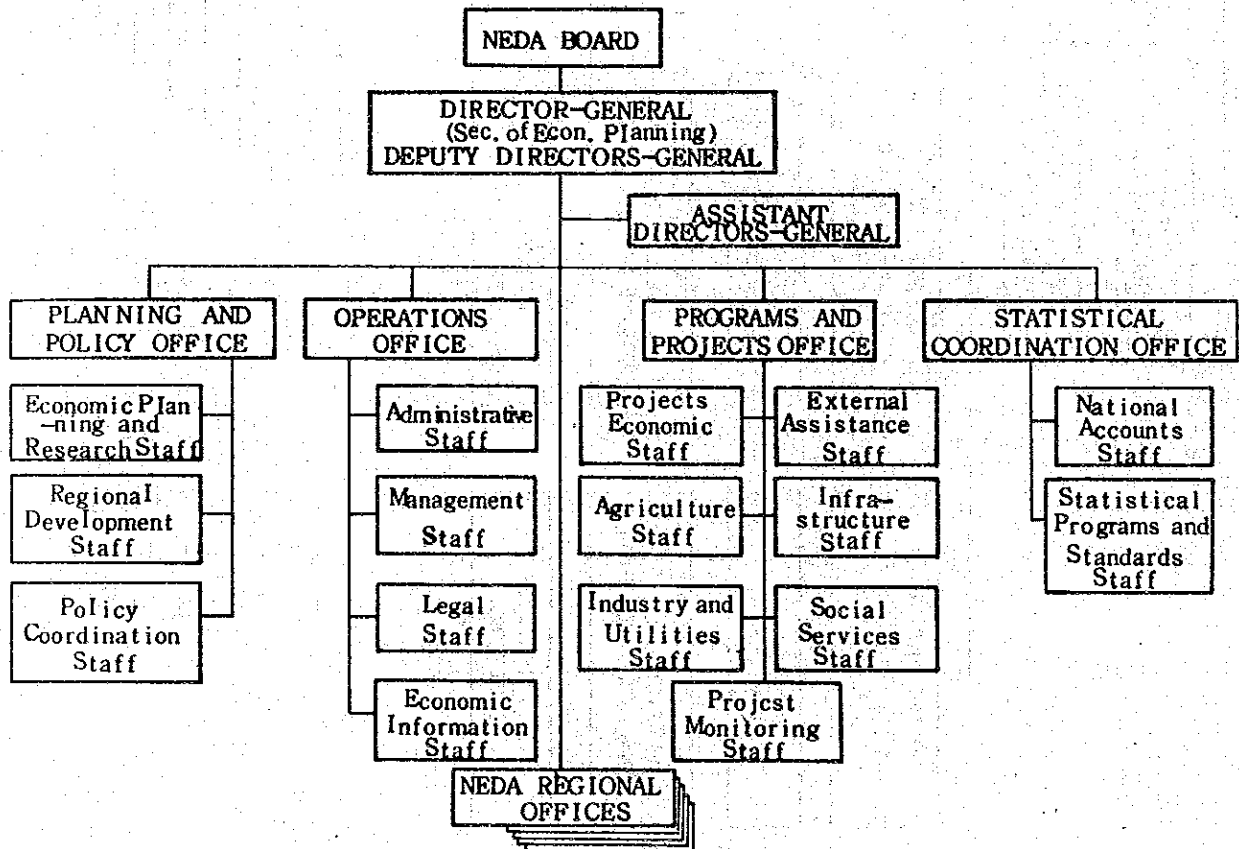 NEDA BOARD
DIRECTOR-GENERAL
(Sec. of Econ. Planning)
DEPUTY DIRECTORS-GENERAL
ASSISTANT
DIRECTORS-GENERAL
PLANNING AND
POLICY OFFICE
Economic Plan
-ning and
Research Staff
Regional
Development
Staff
Policy
Coordination
Staff
OPERATIONS
OFFICE
Administrative
Staff
Management
Staff
Legal
Staff
Economic
Information
Staff
PROGRAMS AND
PROJECTS OFFICE
Projects
Economic
Staff
External
Assistance
Staff
Agriculture
Staff
Infra-
structure
Staff
Industry and
Utilities
Staff
Social
Services
Staff
Projcst
Monitoring
Staff
STATISTICAL
COORDINATION OFFICE
National
Accounts
Staff
Statistical
Programs and
Standards
Staff
NEDA REGIONAL
OFFICES